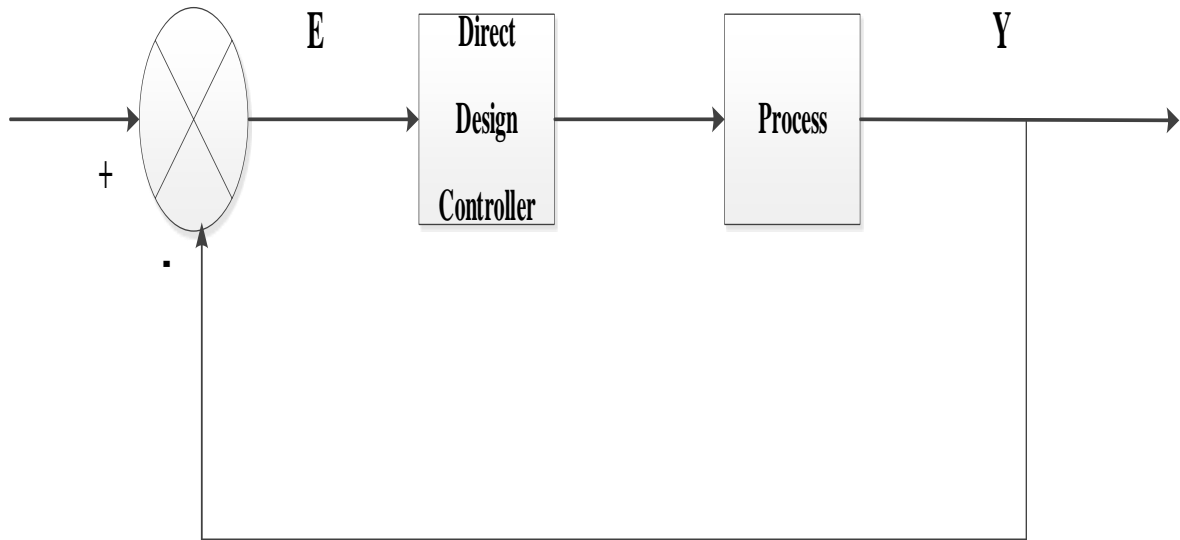 E
Direct
Design
Controller
Process
Y
+
-